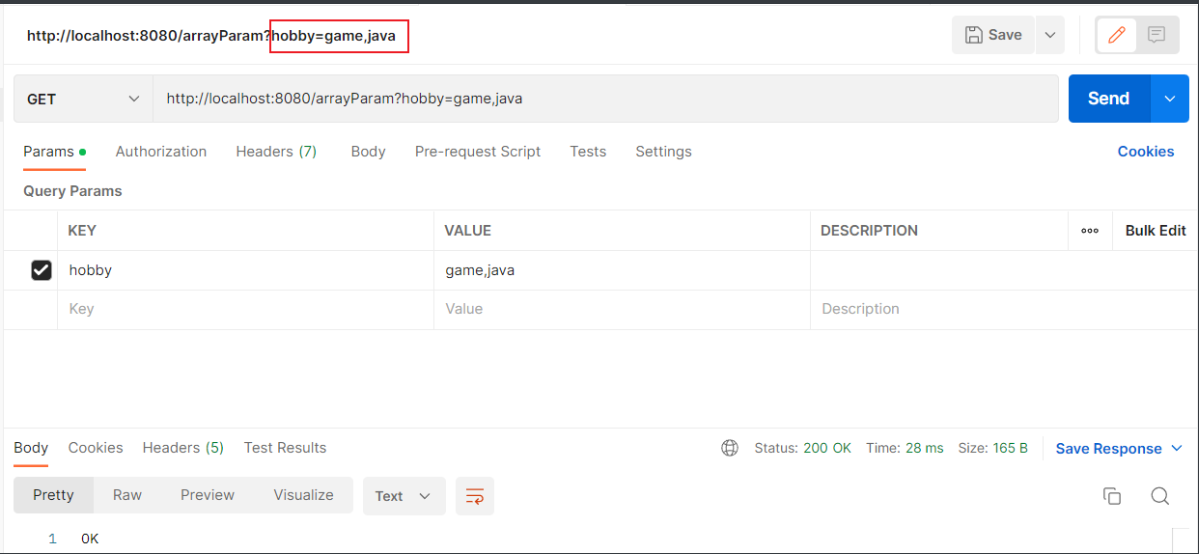 http://localhost:8080/arrayParam?hobby=game,java Save
GET http://localhost:8080/arrayParam?hobby=game,java Send
Params Authorization Headers (7) Body Pre-request Script Tests Settings Cookies
Query Params
KEY VALUE DESCRIPTION ooo Bulk Edit
hobby game,java
Key Value Description
Body Cookies Headers (5) Test Results Status: 200 OK Time: 28 ms Size: 165 B Save Response
Pretty Raw Preview Visualize Text
1 OK